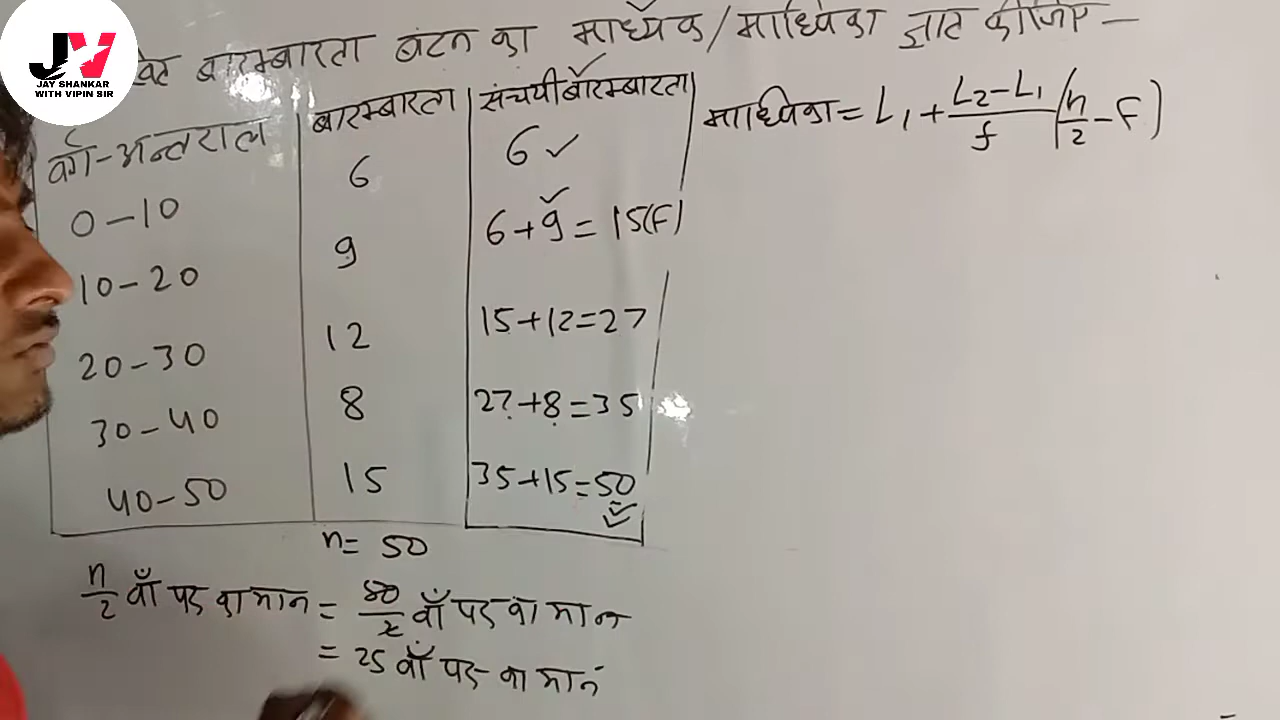 JV
JAY SHANKAR
WITH VIPIN SIR
बारम्बारता बंटन का माध्यक/माध्यिका ज्ञात कीजिए—
वर्ग-अन्तराल बारम्बारता संचयी बारम्बारता
0-10 6 6 ✓
10-20 9 6+9=15(F)
20-30 12 15+12=27
30-40 8 27+8=35
40-50 15 35+15=50
n= 50
n/2 वाँ पद का मान = 50/2 वाँ पद का मान
= 25 वाँ पद का मान
माध्यिका = L₁ + (L₂-L₁)/f (n/2 - F)